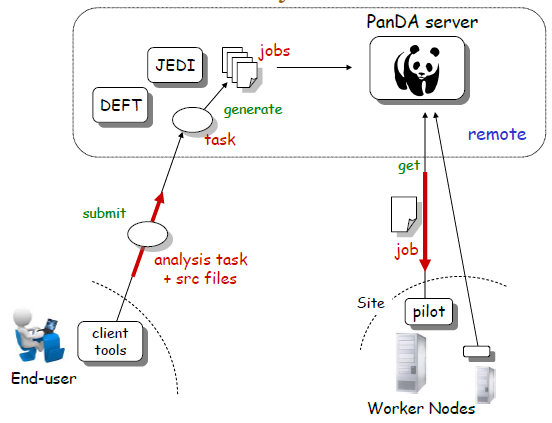 PanDA server
JEDI
jobs
DEFT
generate
task
remote
get
submit
analysis task
+ src files
job
Site
pilot
client
tools
End-user
Worker Nodes